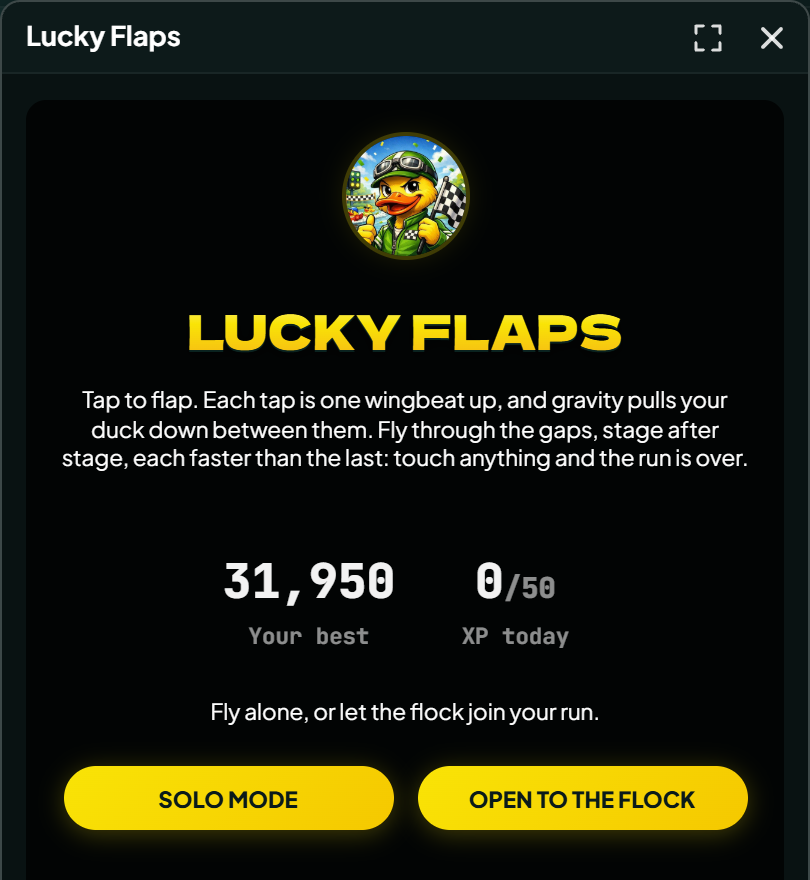 Lucky Flaps
LUCKY FLAPS
Tap to flap. Each tap is one wingbeat up, and gravity pulls your
duck down between them. Fly through the gaps, stage after
stage, each faster than the last: touch anything and the run is over.
31,950 0/50
Your best XP today
Fly alone, or let the flock join your run.
SOLO MODE OPEN TO THE FLOCK